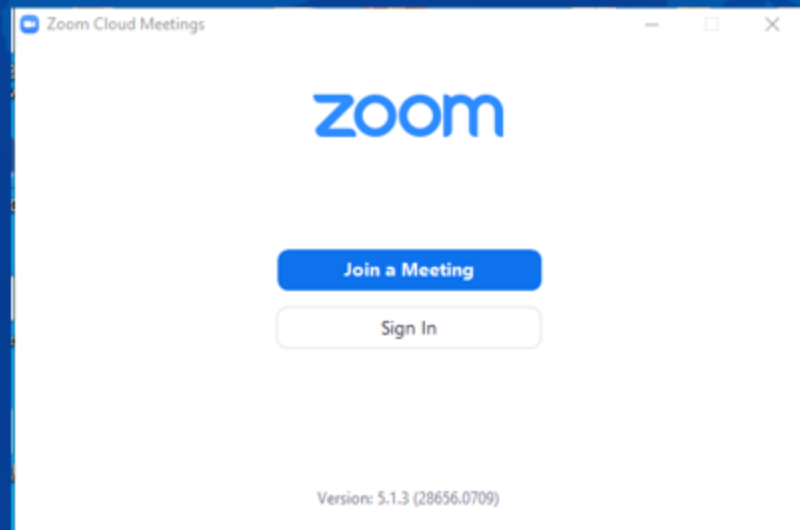 Zoom Cloud Meetings
zoom
Join a Meeting
Sign In
Version: 5.1.3 (28656.0709)